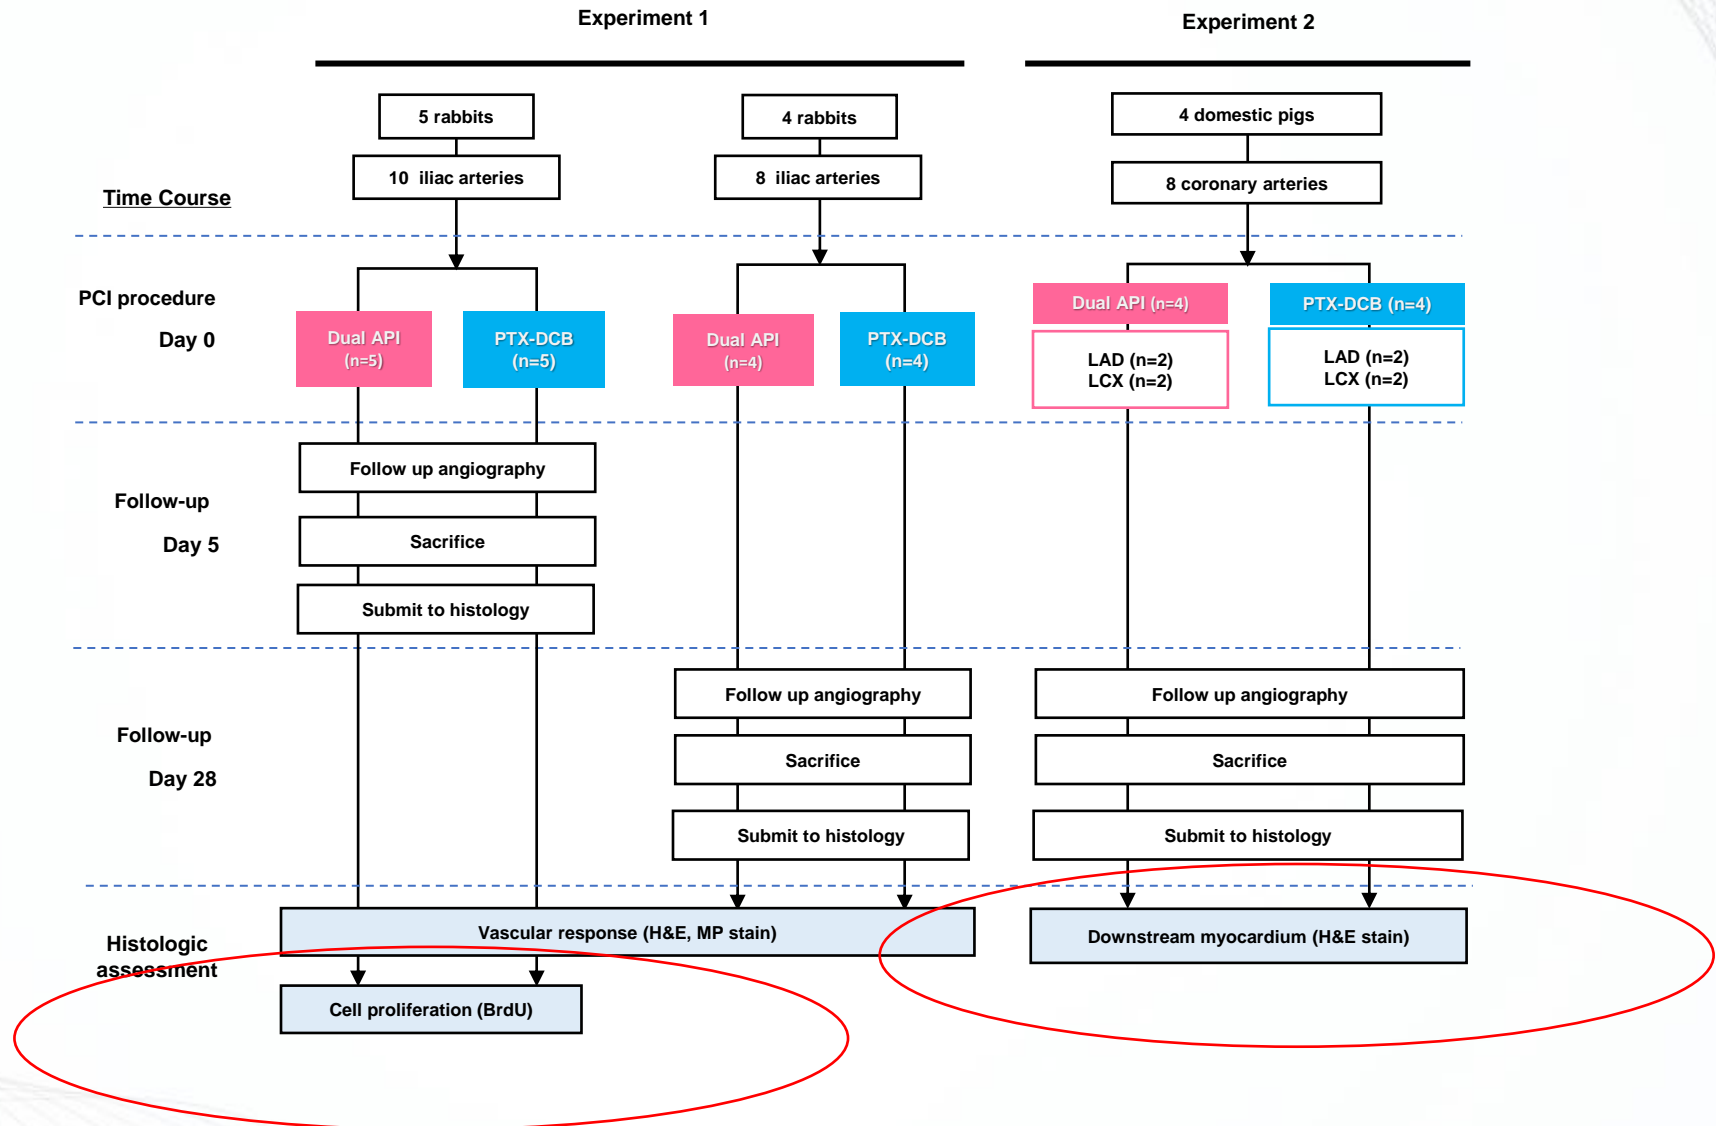 Experiment 1
Experiment 2
5 rabbits
4 rabbits
4 domestic pigs
10 iliac arteries
8 iliac arteries
8 coronary arteries
Time Course
PCI procedure
Day 0
Dual API
(n=5)
PTX-DCB
(n=5)
Dual API
(n=4)
PTX-DCB
(n=4)
Dual API (n=4)
LAD (n=2)
LCX (n=2)
PTX-DCB (n=4)
LAD (n=2)
LCX (n=2)
Follow-up
Day 5
Follow up angiography
Sacrifice
Submit to histology
Follow-up
Day 28
Follow up angiography
Sacrifice
Submit to histology
Follow up angiography
Sacrifice
Submit to histology
Histologic
assessment
Vascular response (H&E, MP stain)
Downstream myocardium (H&E stain)
Cell proliferation (BrdU)